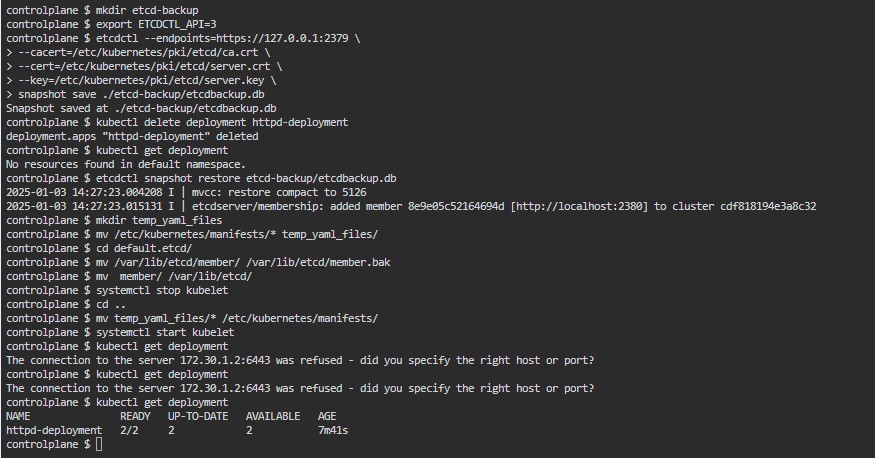 controlplane $ mkdir etcd-backup
controlplane $ export ETCDCTL_API=3
controlplane $ etcdctl --endpoints=https://127.0.0.1:2379 \
> --cacert=/etc/kubernetes/pki/etcd/ca.crt \
> --cert=/etc/kubernetes/pki/etcd/server.crt \
> --key=/etc/kubernetes/pki/etcd/server.key \
> snapshot save ./etcd-backup/etcdbackup.db
Snapshot saved at ./etcd-backup/etcdbackup.db
controlplane $ kubectl delete deployment httpd-deployment
deployment.apps "httpd-deployment" deleted
controlplane $ kubectl get deployment
No resources found in default namespace.
controlplane $ etcdctl snapshot restore etcd-backup/etcdbackup.db
2025-01-03 14:27:23.004208 I | mvcc: restore compact to 5126
2025-01-03 14:27:23.015131 I | etcdserver/membership: added member 8e9e05c52164694d [http://localhost:2380] to cluster cdf818194e3a8c32
controlplane $ mkdir temp_yaml_files
controlplane $ mv /etc/kubernetes/manifests/* temp_yaml_files/
controlplane $ cd default.etcd/
controlplane $ mv /var/lib/etcd/member/ /var/lib/etcd/member.bak
controlplane $ mv  member/ /var/lib/etcd/
controlplane $ systemctl stop kubelet
controlplane $ cd ..
controlplane $ mv temp_yaml_files/* /etc/kubernetes/manifests/
controlplane $ systemctl start kubelet
controlplane $ kubectl get deployment
The connection to the server 172.30.1.2:6443 was refused - did you specify the right host or port?
controlplane $ kubectl get deployment
The connection to the server 172.30.1.2:6443 was refused - did you specify the right host or port?
controlplane $ kubectl get deployment
NAME               READY   UP-TO-DATE   AVAILABLE   AGE
httpd-deployment   2/2     2            2           7m41s
controlplane $